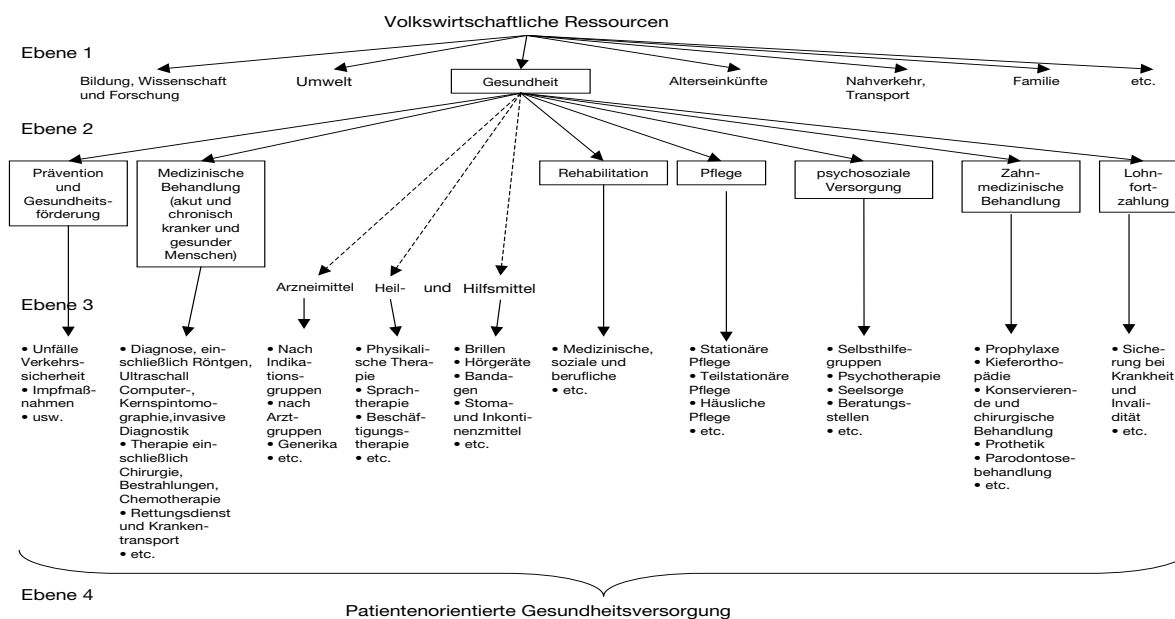 Volkswirtschaftliche Ressourcen
Ebene 1
Bildung, Wissenschaft
und Forschung
Umwelt
Gesundheit
Alterseinkünfte
Nahverkehr,
Transport
Familie
etc.
Ebene 2
Prävention
und
Gesundheits-
förderung
Medizinische
Behandlung
(akut und
chronisch
kranker und
gesunder
Menschen)
Rehabilitation
Pflege
psychosoziale
Versorgung
Zahn-
medizinische
Behandlung
Lohn-
fort-
zahlung
Arzneimittel
Heil- und Hilfsmittel
Ebene 3
• Unfälle
Verkehrs-
sicherheit
• Impfmaß-
nahmen
• usw.
• Diagnose, ein-
schließlich Röntgen,
Ultraschall
Computer-,
Kernspintomo-
graphie,invasive
Diagnostik
• Therapie ein-
schließlich
Chirurgie,
Bestrahlungen,
Chemotherapie
• Rettungsdienst
und Kranken-
transport
• etc.
• Nach
Indika-
tions-
gruppen
• nach
Arzt-
gruppen
• Generika
• etc.
• Physikali-
sche Thera-
pie
• Sprach-
therapie
• Beschäf-
tigungs-
therapie
• etc.
• Brillen
• Hörgeräte
• Banda-
gen
• Stoma-
und Inkonti-
nenzmittel
• etc.
• Medizinische,
soziale und
berufliche
• etc.
• Stationäre
Pflege
• Teilstationäre
Pflege
• Häusliche
Pflege
• etc.
• Selbsthilfe-
gruppen
• Psychotherapie
• Seelsorge
• Beratungs-
stellen
• etc.
• Prophylaxe
• Kieferortho-
pädie
• Konservieren-
de und
chirurgische
Behandlung
• Prothetik
• Parodontose-
behandlung
• etc.
• Siche-
rung bei
Krankheit
und
Invali-
dität
• etc.
Ebene 4
Patientenorientierte Gesundheitsversorgung